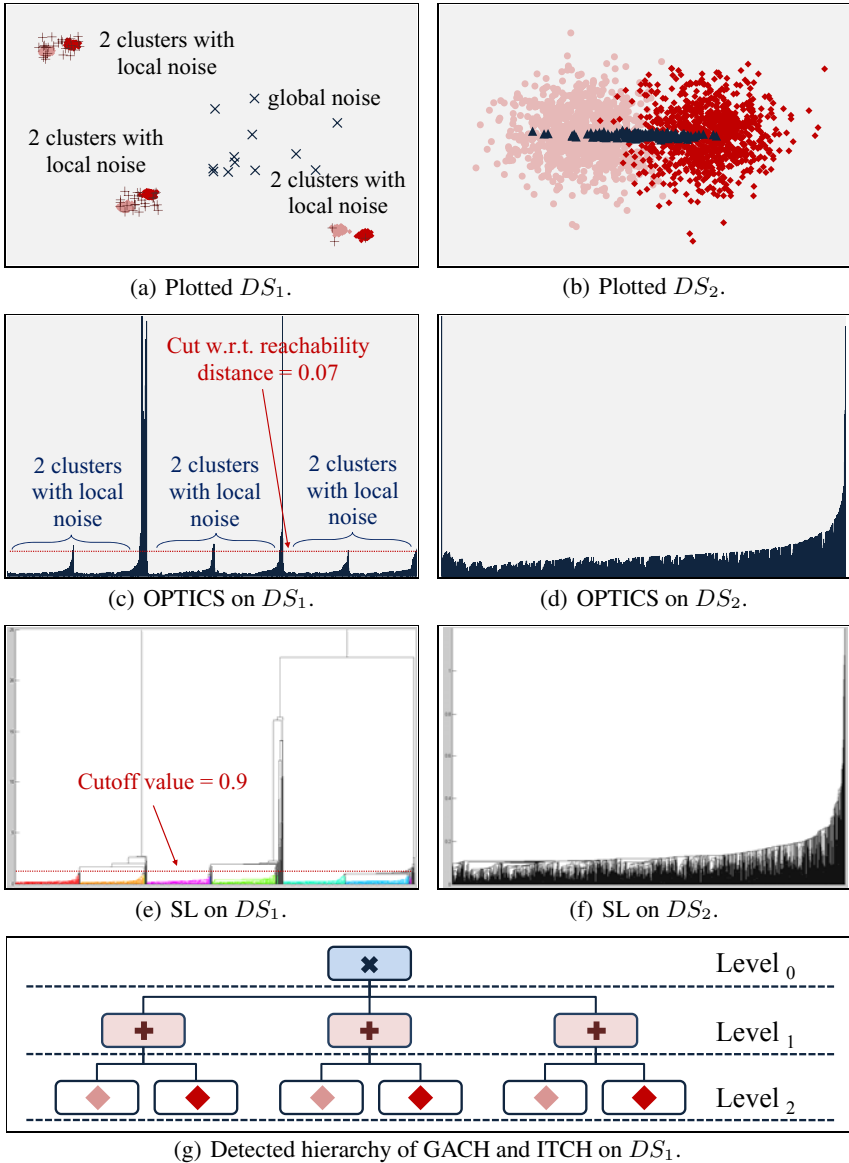 2 clusters with
local noise
global noise
2 clusters with
local noise
2 clusters with
local noise
(a) Plotted DS1.
(b) Plotted DS2.
Cut w.r.t. reachability
distance = 0.07
2 clusters
with local
noise
2 clusters
with local
noise
2 clusters
with local
noise
(c) OPTICS on DS1.
(d) OPTICS on DS2.
Cutoff value = 0.9
(e) SL on DS1.
(f) SL on DS2.
Level 0
Level 1
Level 2
(g) Detected hierarchy of GACH and ITCH on DS1.